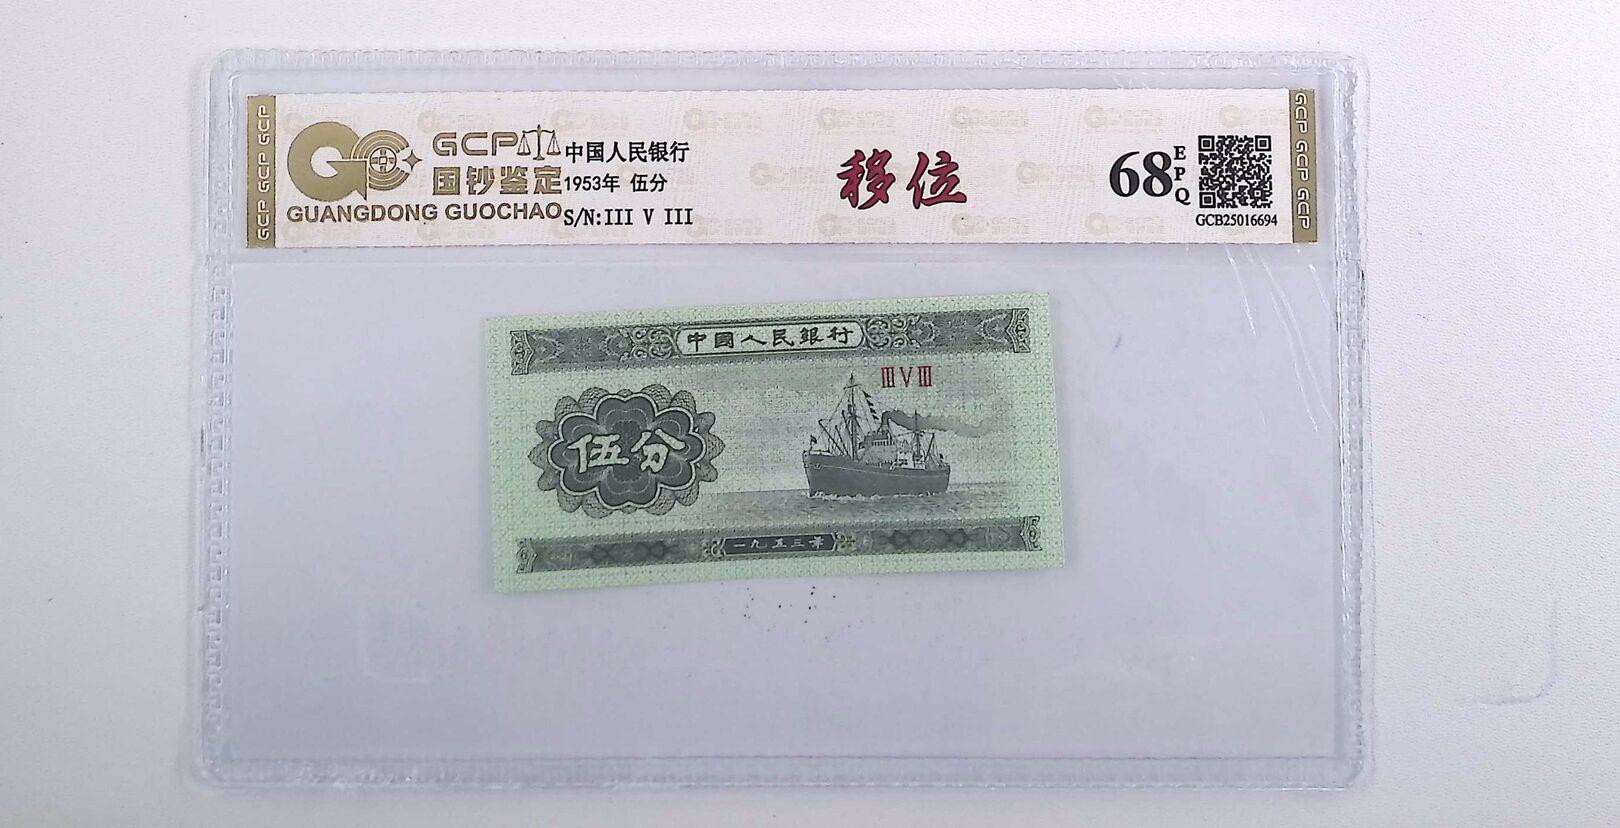 GCP
国钞鉴定
GUANGDONG GUOCHAO
中国人民银行
1953年 伍分
S/N:III V III
移位
68
EPQ
GCB25016694
GCP GCP GCP
GCP GCP GCP
中國人民銀行
III V III
伍分
一九五三年